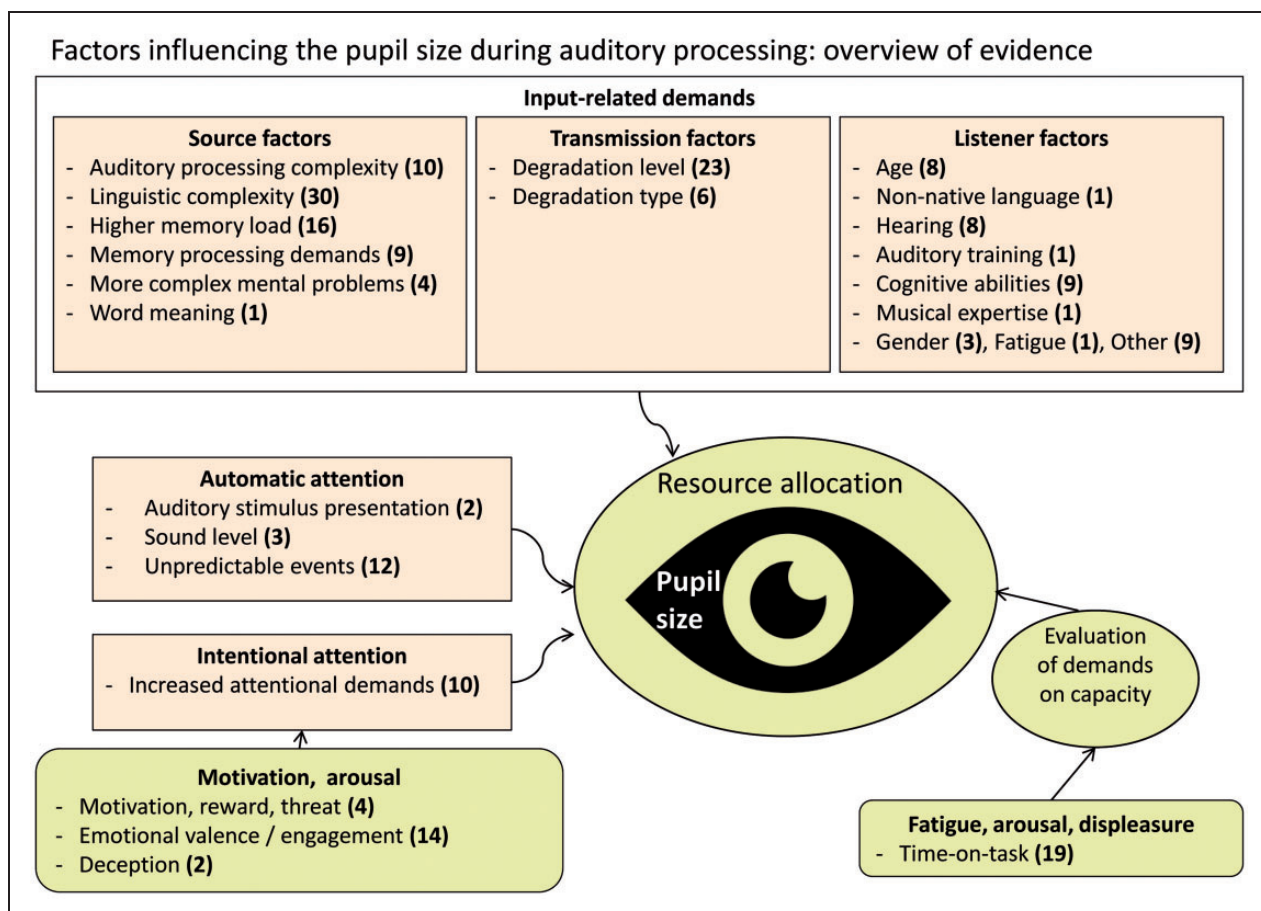 Factors influencing the pupil size during auditory processing: overview of evidence
Input-related demands
Source factors
- Auditory processing complexity (10)
- Linguistic complexity (30)
- Higher memory load (16)
- Memory processing demands (9)
- More complex mental problems (4)
- Word meaning (1)
Transmission factors
- Degradation level (23)
- Degradation type (6)
Listener factors
- Age (8)
- Non-native language (1)
- Hearing (8)
- Auditory training (1)
- Cognitive abilities (9)
- Musical expertise (1)
- Gender (3), Fatigue (1), Other (9)
Automatic attention
- Auditory stimulus presentation (2)
- Sound level (3)
- Unpredictable events (12)
Intentional attention
- Increased attentional demands (10)
Motivation, arousal
- Motivation, reward, threat (4)
- Emotional valence / engagement (14)
- Deception (2)
Resource allocation
Pupil
size
Evaluation
of demands
on capacity
Fatigue, arousal, displeasure
- Time-on-task (19)